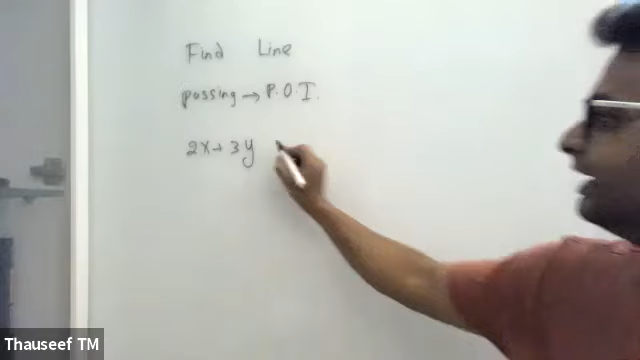 Find Line
passing → P.O.I.
2x+3y
Thauseef TM